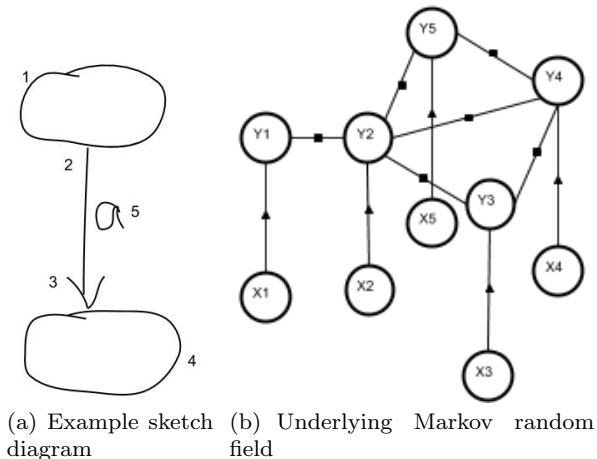 1
2
a 5
3
4
Y5
Y4
Y1 Y2
Y3
X5
X4
X1 X2
X3
(a) Example sketch diagram
(b) Underlying Markov random field